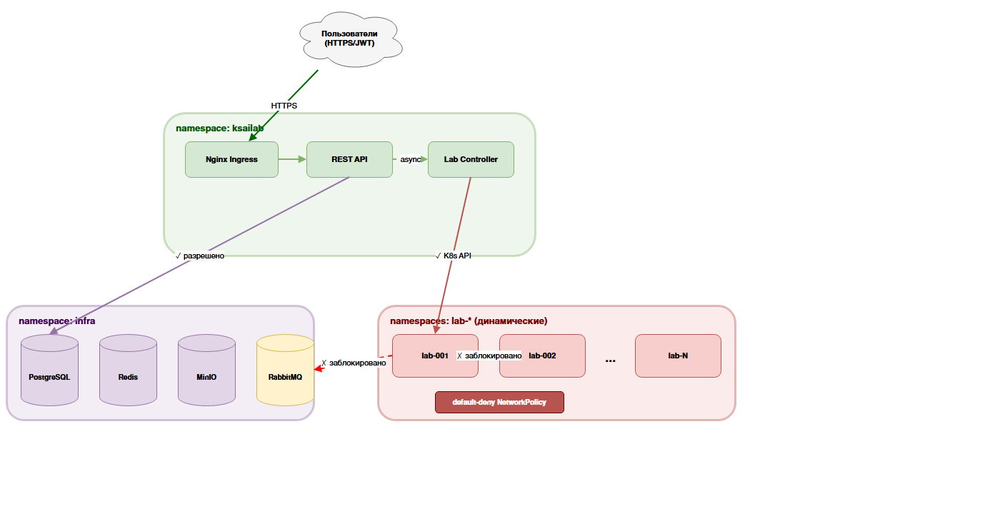 Пользователи
(HTTPS/JWT)
HTTPS
namespace: ksailab
Nginx Ingress
REST API
async
Lab Controller
✓ разрешено
✓ K8s API
namespace: infra
PostgreSQL
Redis
MinIO
RabbitMQ
✗ заблокировано
namespaces: lab-* (динамические)
lab-001
✗ заблокировано
lab-002
...
lab-N
default-deny NetworkPolicy